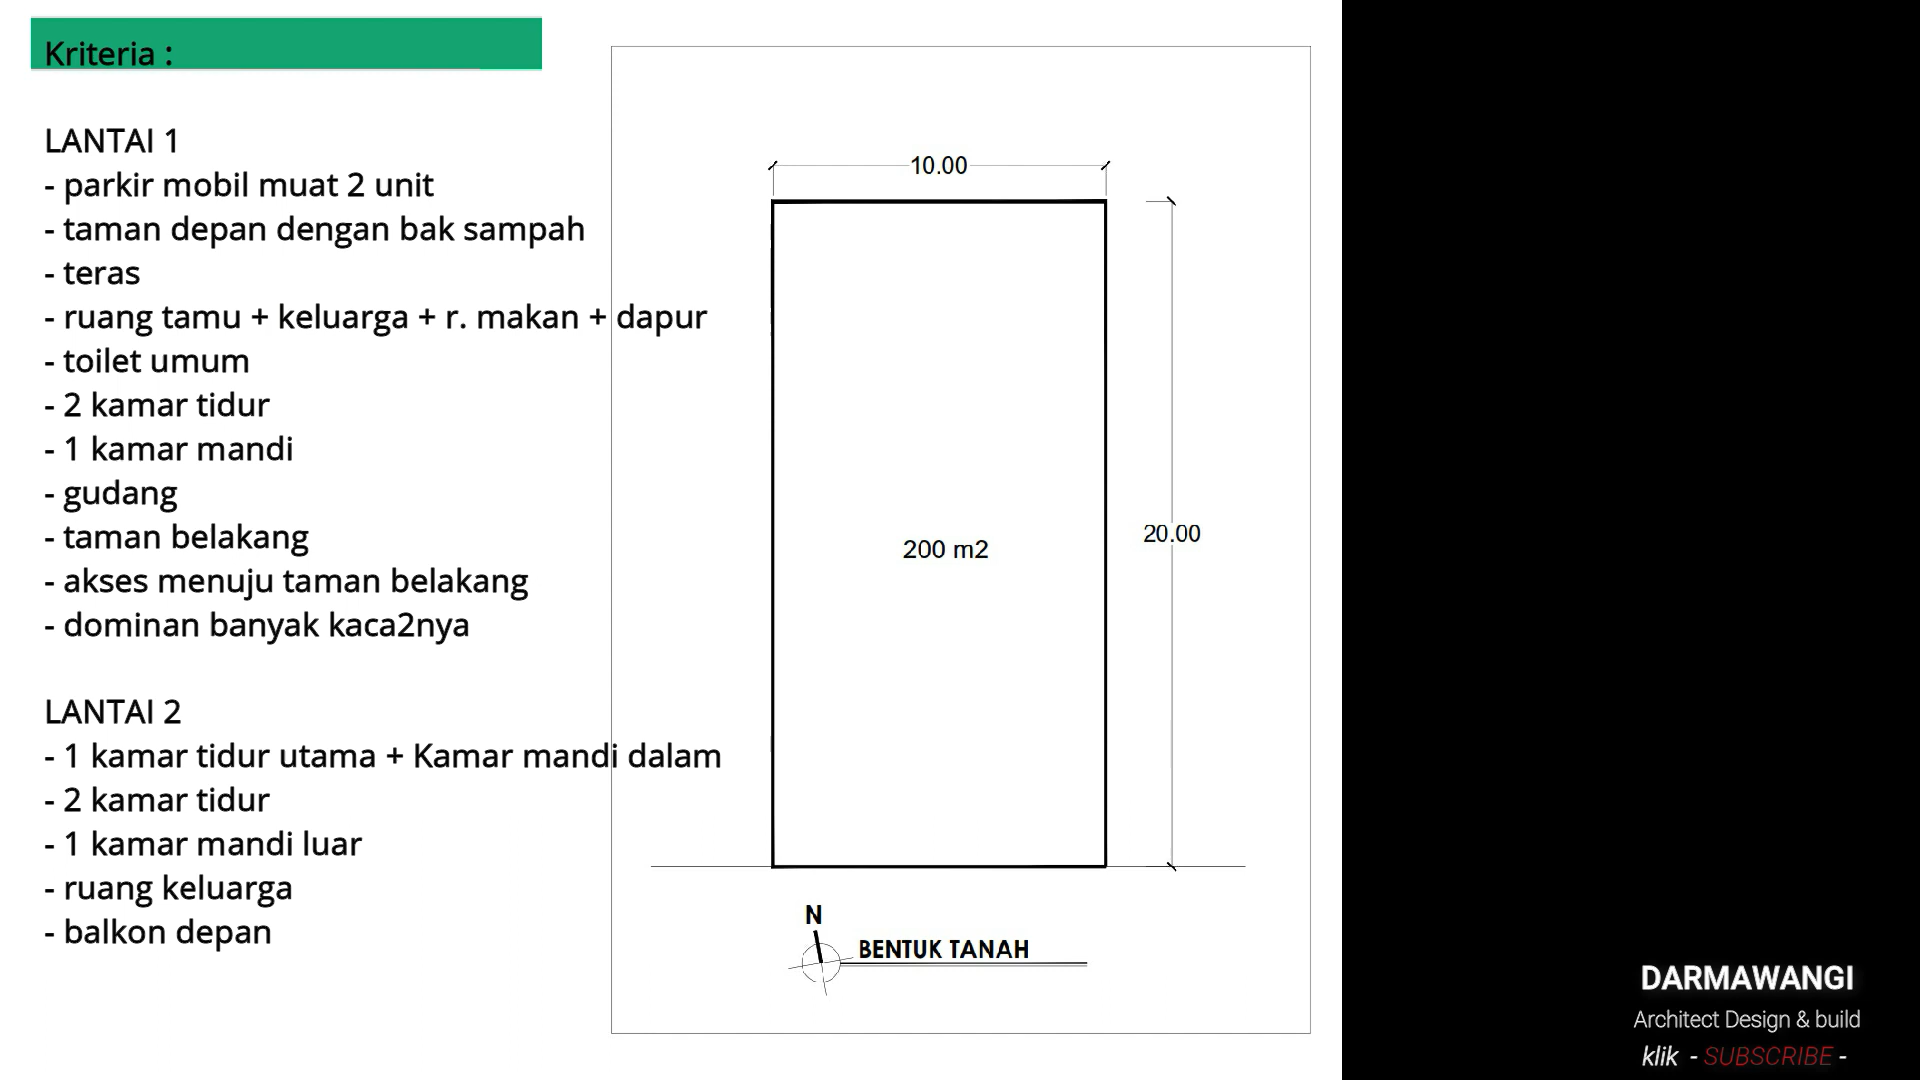 Kriteria :
LANTAI 1
- parkir mobil muat 2 unit
- taman depan dengan bak sampah
- teras
- ruang tamu + keluarga + r. makan + dapur
- toilet umum
- 2 kamar tidur
- 1 kamar mandi
- gudang
- taman belakang
- akses menuju taman belakang
- dominan banyak kaca2nya
LANTAI 2
- 1 kamar tidur utama + Kamar mandi dalam
- 2 kamar tidur
- 1 kamar mandi luar
- ruang keluarga
- balkon depan
10.00
20.00
200 m2
N
BENTUK TANAH
DARMAWANGI
Architect Design & build
klik - SUBSCRIBE -